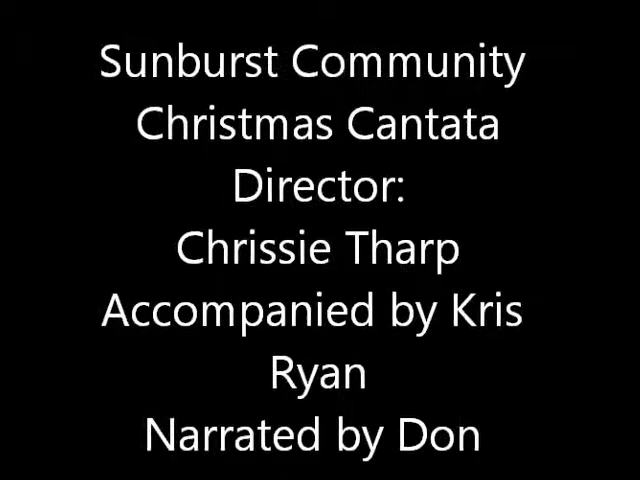 Sunburst Community
Christmas Cantata
Director:
Chrissie Tharp
Accompanied by Kris
Ryan
Narrated by Don